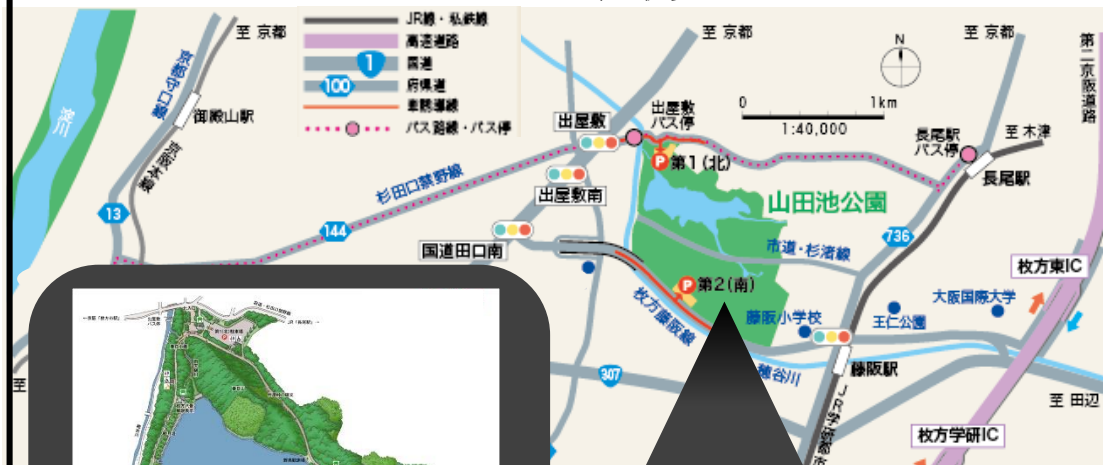 JR線・私鉄線
高速道路
1
国道
100
府県道
車誘導線
バス路線・バス停
至 京都
京都守口線
御殿山駅
京阪本線
淀川
13
144
杉田口禁野線
出屋敷
出屋敷南
国道田口南
至 京都
出屋敷
バス停
P 第1(北)
N
0 1km
1:40,000
至 京都
第二京阪道路
長尾駅
バス停
至 木津
長尾駅
山田池公園
市道・杉渚線
736
P 第2(南)
枚方藤阪線
藤阪小学校
王仁公園
大阪国際大学
枚方東IC
藤阪駅
穂谷川
307
至 田辺
枚方学研IC
至